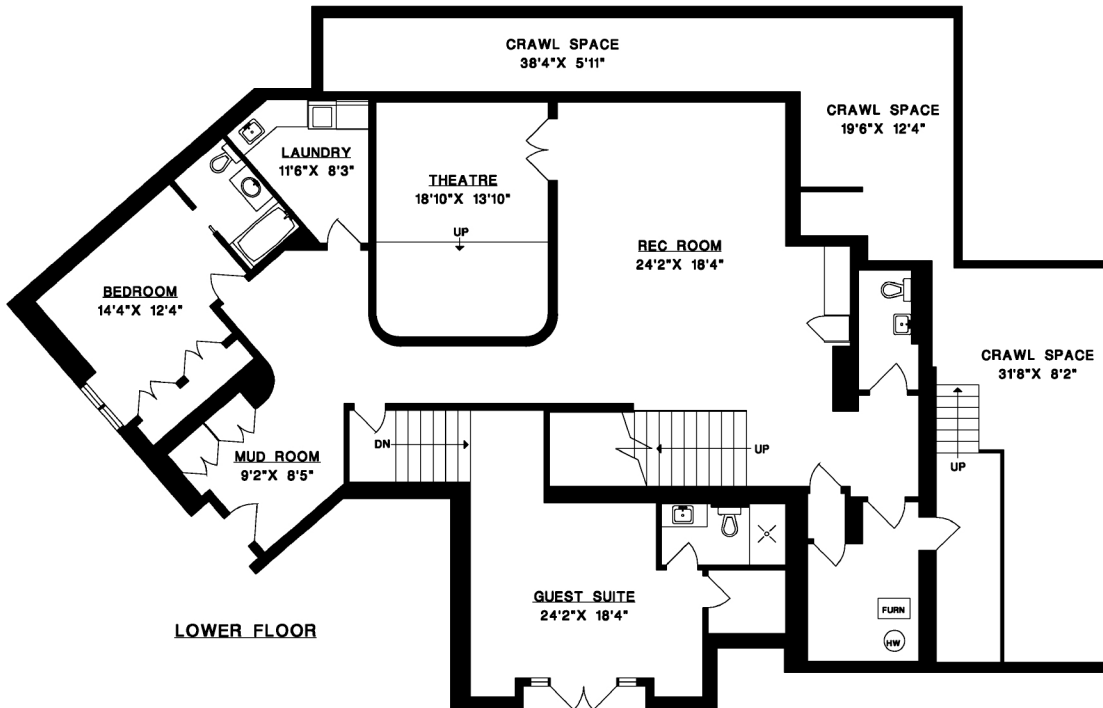 CRAWL SPACE
38'4"X 5'11"
CRAWL SPACE
19'6"X 12'4"
LAUNDRY
11'6"X 8'3"
THEATRE
18'10"X 13'10"
UP
REC ROOM
24'2"X 18'4"
BEDROOM
14'4"X 12'4"
CRAWL SPACE
31'8"X 8'2"
MUD ROOM
9'2"X 8'5"
DN
UP
UP
GUEST SUITE
24'2"X 18'4"
FURN
HW
LOWER FLOOR